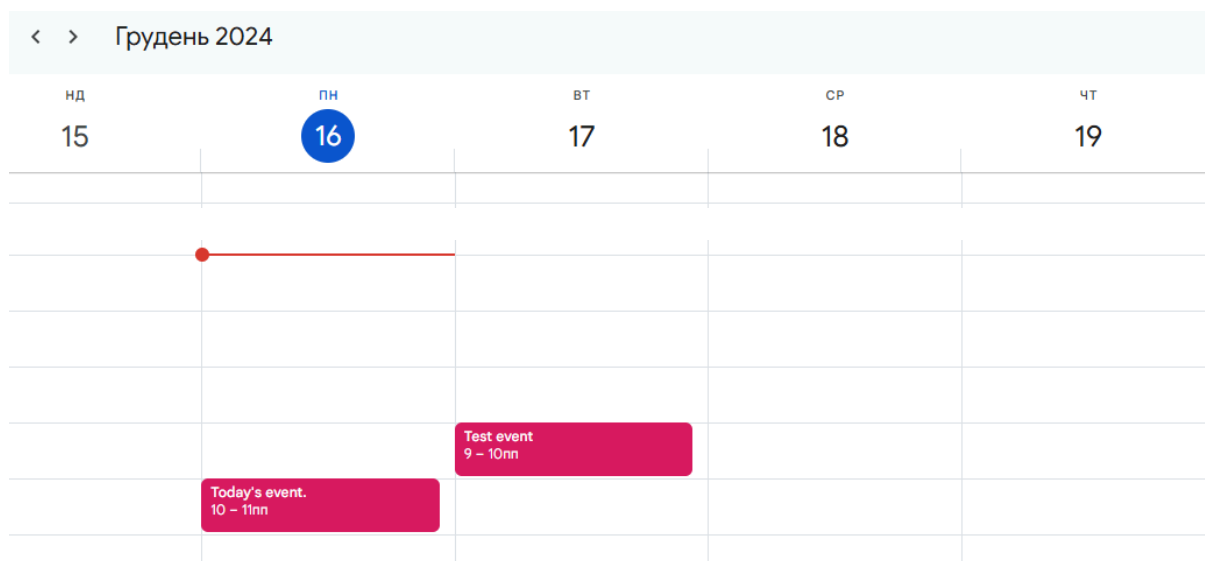 Грудень 2024
НД ПН ВТ СР ЧТ
15 16 17 18 19
Test event
9 – 10пп
Today's event.
10 – 11пп